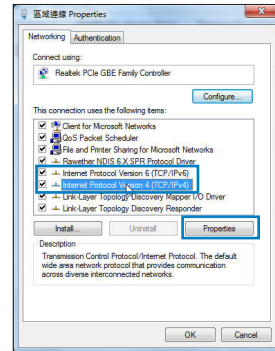 區域連線 Properties
Networking Authentication
Connect using:
Realtek PCIe GBE Family Controller
Configure...
This connection uses the following items:
Client for Microsoft Networks
QoS Packet Scheduler
File and Printer Sharing for Microsoft Networks
Rawether NDIS 6.X SPR Protocol Driver
Internet Protocol Version 6 (TCP/IPv6)
Internet Protocol Version 4 (TCP/IPv4)
Link-Layer Topology Discovery Mapper I/O Driver
Link-Layer Topology Discovery Responder
Install... Uninstall Properties
Description
Transmission Control Protocol/Internet Protocol. The default
wide area network protocol that provides communication
across diverse interconnected networks.
OK Cancel